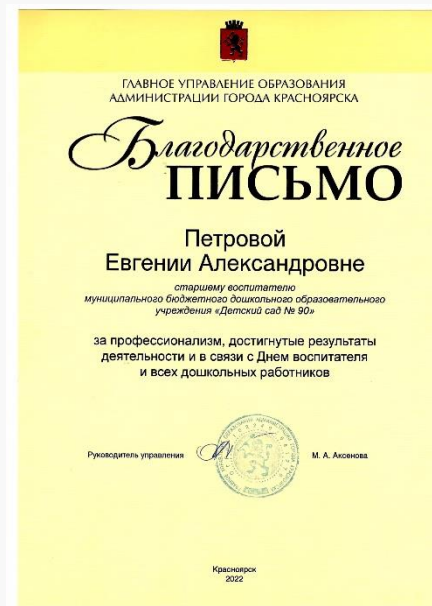 ГЛАВНОЕ УПРАВЛЕНИЕ ОБРАЗОВАНИЯ
АДМИНИСТРАЦИИ ГОРОДА КРАСНОЯРСКА
Благодарственное
ПИСЬМО
Петровой
Евгении Александровне
старшему воспитателю
муниципального бюджетного дошкольного образовательного
учреждения «Детский сад № 90»
за профессионализм, достигнутые результаты
деятельности и в связи с Днем воспитателя
и всех дошкольных работников
Руководитель управления М. А. Аксенова
Красноярск
2022